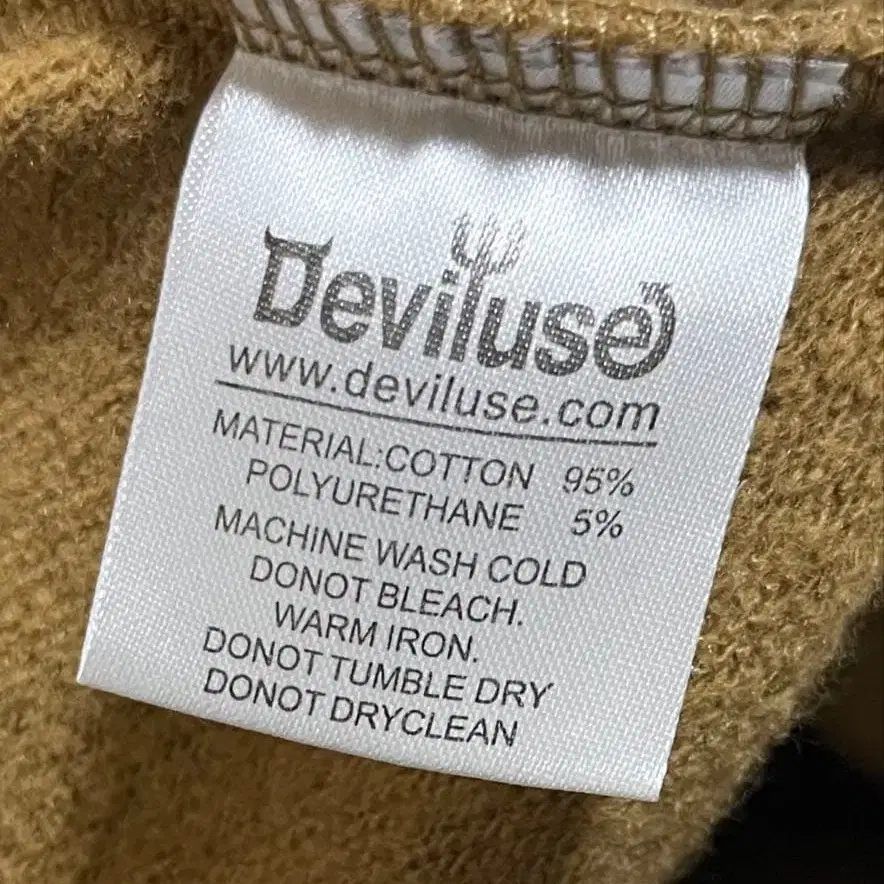 Deviluse
www.deviluse.com
MATERIAL:COTTON 95%
POLYURETHANE 5%
MACHINE WASH COLD
DONOT BLEACH.
WARM IRON.
DONOT TUMBLE DRY
DONOT DRYCLEAN